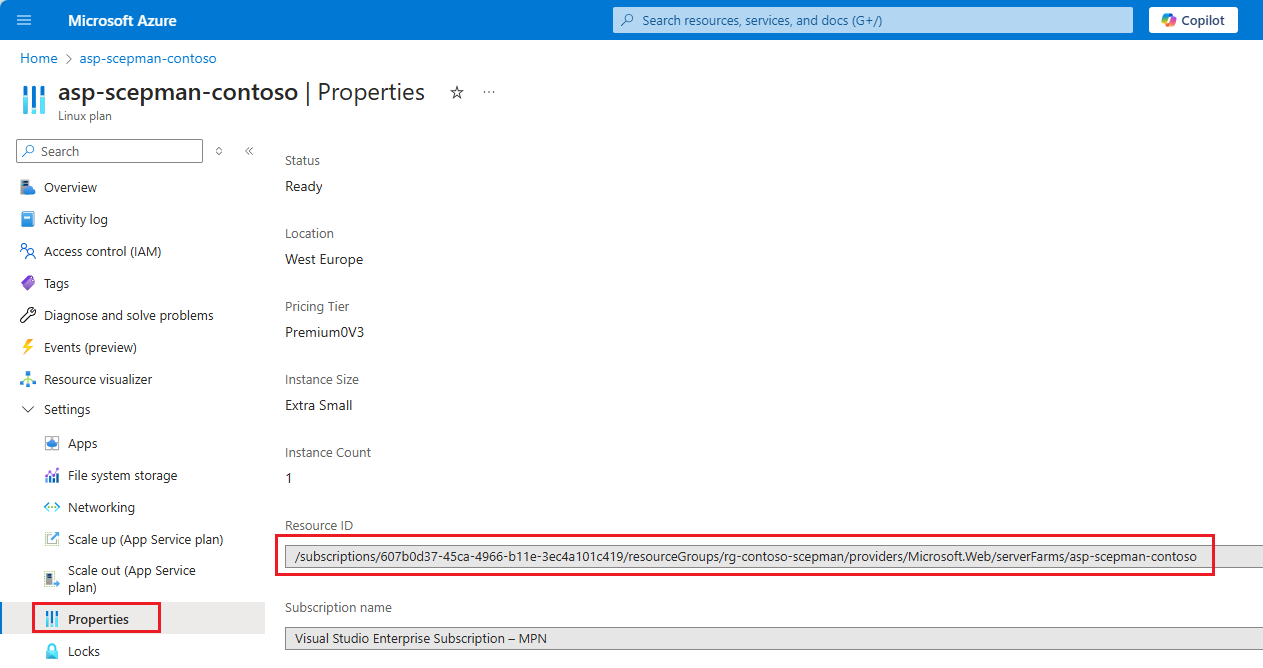 Microsoft Azure
Search resources, services, and docs (G+/)
Copilot
Home > asp-scepman-contoso
asp-scepman-contoso | Properties
Linux plan
Search
Overview
Activity log
Access control (IAM)
Tags
Diagnose and solve problems
Events (preview)
Resource visualizer
Settings
Apps
File system storage
Networking
Scale up (App Service plan)
Scale out (App Service
plan)
Properties
Locks
Status
Ready
Location
West Europe
Pricing Tier
Premium0V3
Instance Size
Extra Small
Instance Count
1
Resource ID
/subscriptions/607b0d37-45ca-4966-b11e-3ec4a101c419/resourceGroups/rg-contoso-scepman/providers/Microsoft.Web/serverFarms/asp-scepman-contoso
Subscription name
Visual Studio Enterprise Subscription – MPN